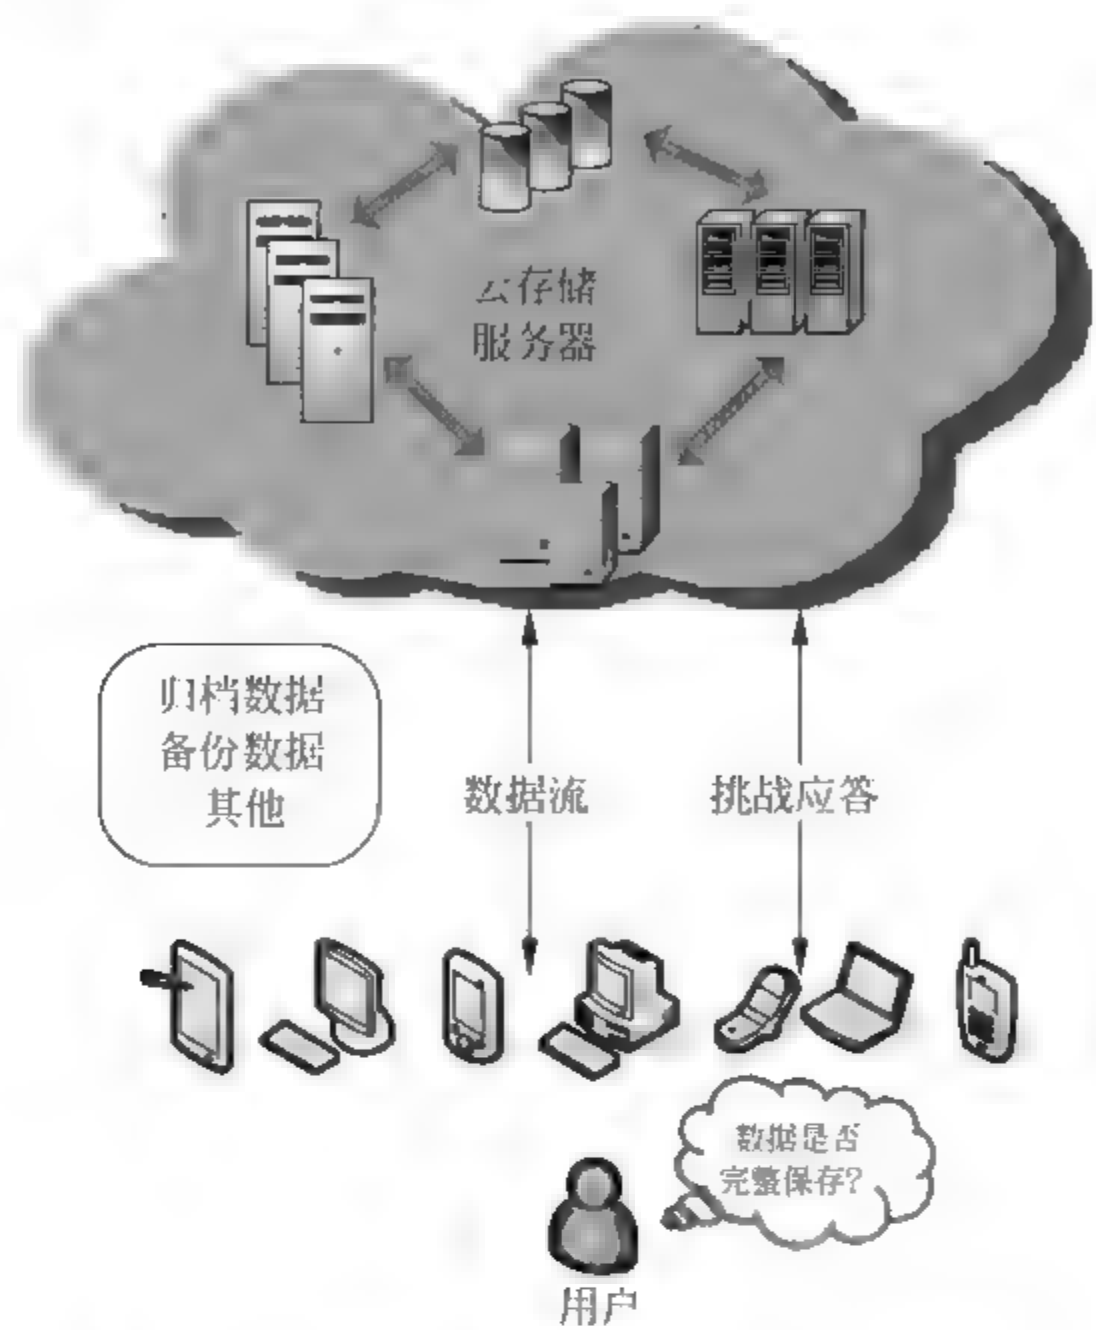 云存储
服务器
归档数据
备份数据
其他
数据流
挑战应答
数据是否
完整保存?
用户